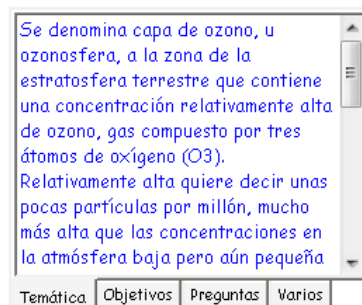 Se denomina capa de ozono, u
ozonosfera, a la zona de la
estratosfera terrestre que contiene
una concentración relativamente alta
de ozono, gas compuesto por tres
átomos de oxígeno (O3).
Relativamente alta quiere decir unas
pocas partículas por millón, mucho
más alta que las concentraciones en
la atmósfera baja pero aún pequeña
Temática Objetivos Preguntas Varios